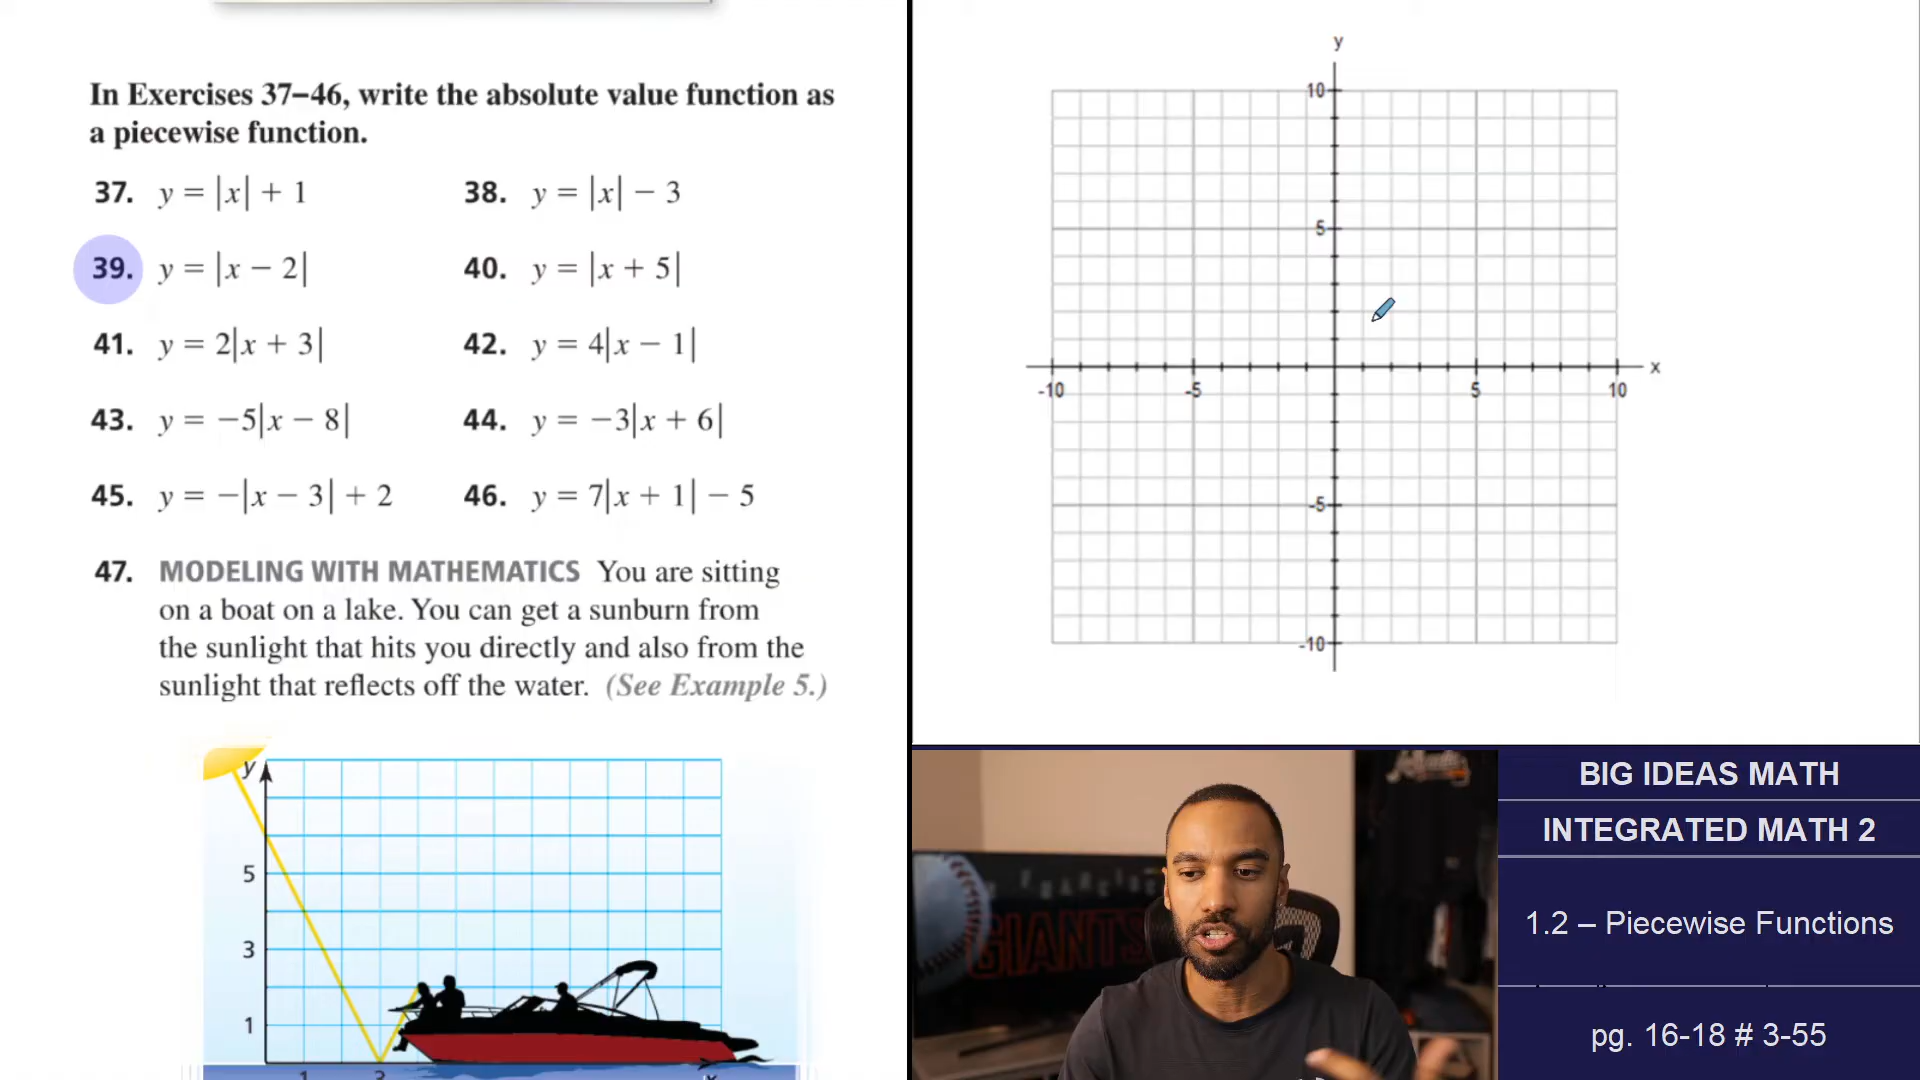 In Exercises 37–46, write the absolute value function as
a piecewise function.
37. y = |x| + 1
38. y = |x| − 3
39. y = |x − 2|
40. y = |x + 5|
41. y = 2|x + 3|
42. y = 4|x − 1|
43. y = −5|x − 8|
44. y = −3|x + 6|
45. y = −|x − 3| + 2
46. y = 7|x + 1| − 5
47. MODELING WITH MATHEMATICS You are sitting
on a boat on a lake. You can get a sunburn from
the sunlight that hits you directly and also from the
sunlight that reflects off the water. (See Example 5.)
y
5
3
1
1
3
x
y
10
5
-10
-5
5
10
x
-5
-10
GIANTS
BIG IDEAS MATH
INTEGRATED MATH 2
1.2 – Piecewise Functions
pg. 16-18 # 3-55